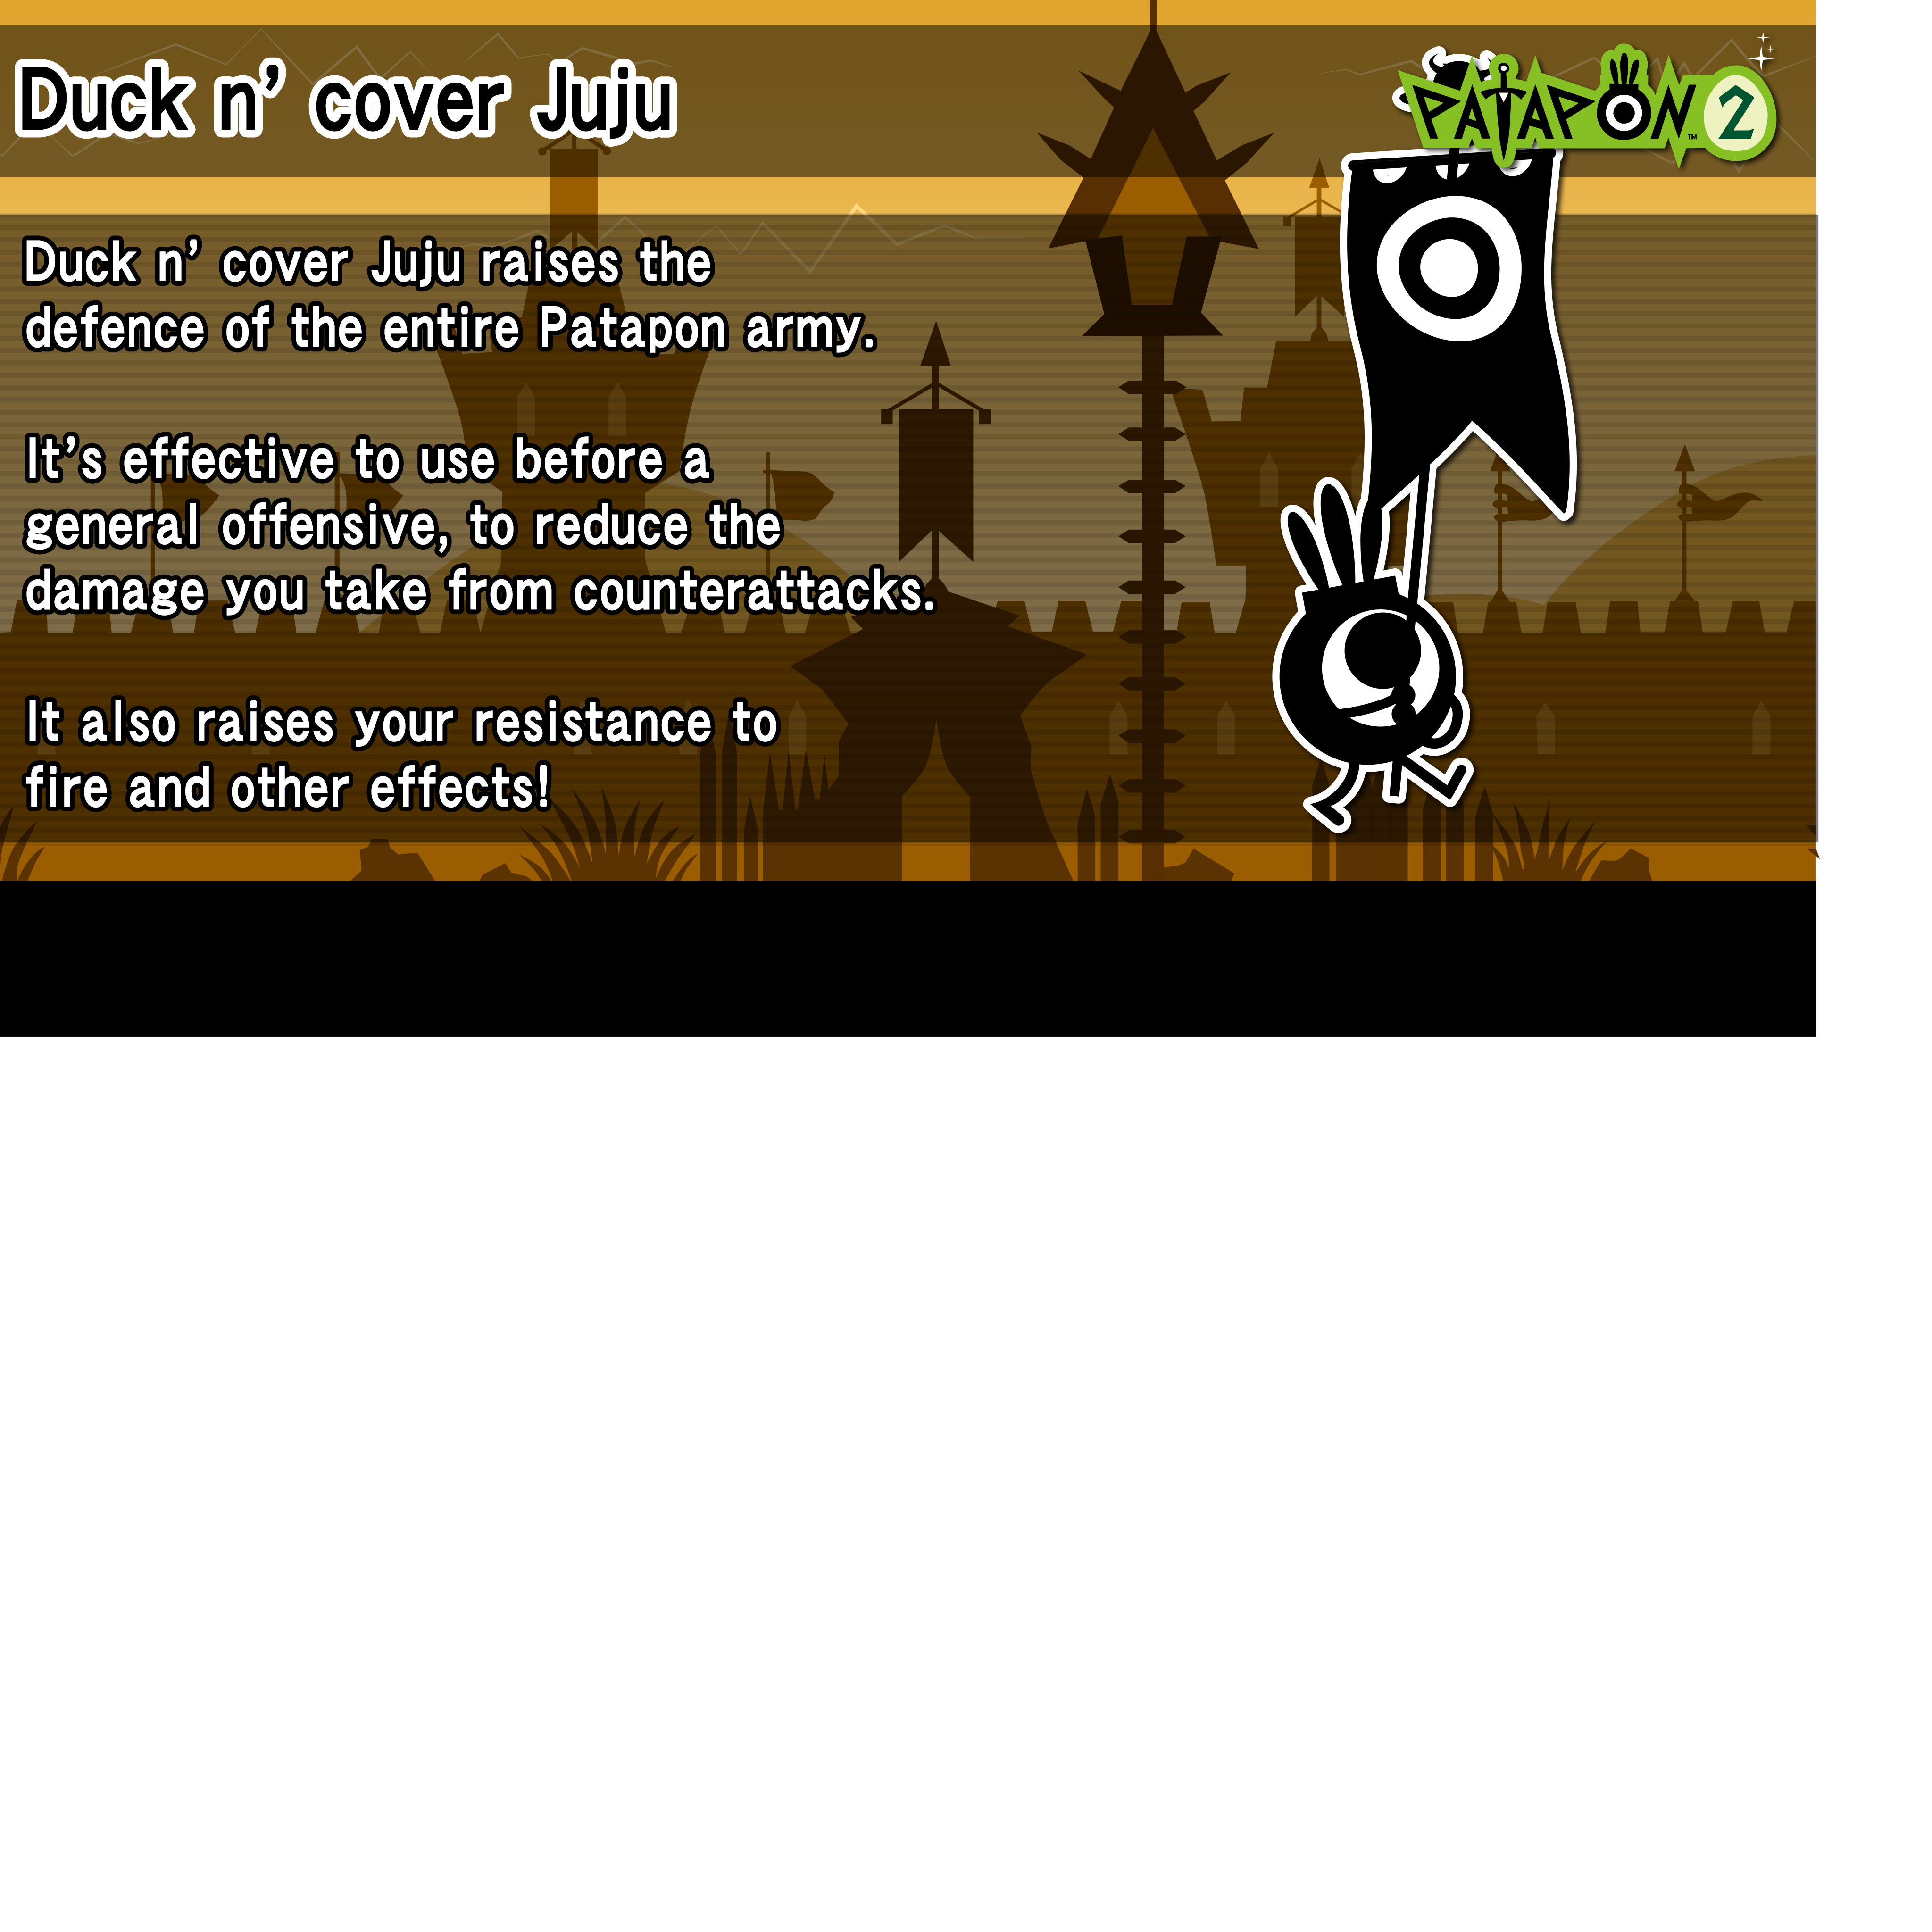 Duck n’ cover Juju
PATAPON 2
TM
Duck n’ cover Juju raises the
defence of the entire Patapon army.
It’s effective to use before a
general offensive, to reduce the
damage you take from counterattacks.
It also raises your resistance to
fire and other effects!